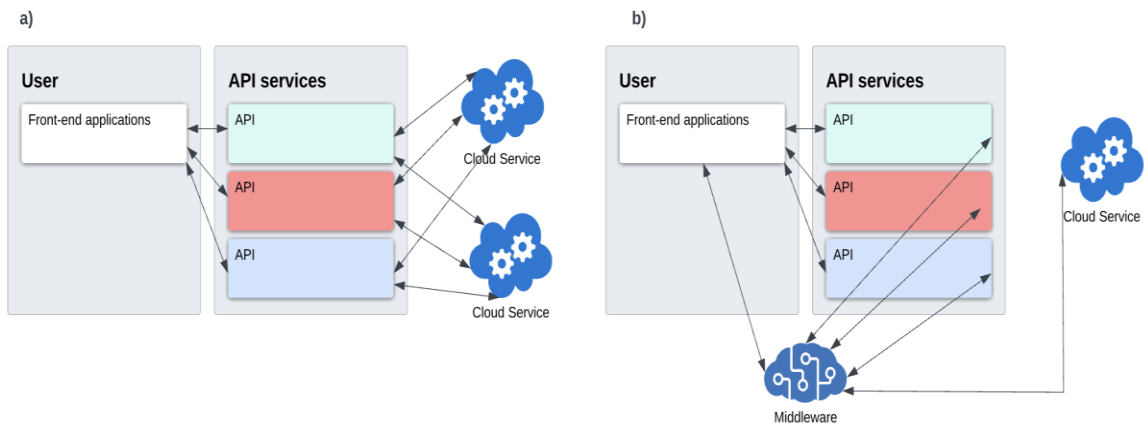 a)
User
API services
Front-end applications
API
API
API
Cloud Service
Cloud Service
b)
User
API services
Front-end applications
API
API
API
Cloud Service
Middleware